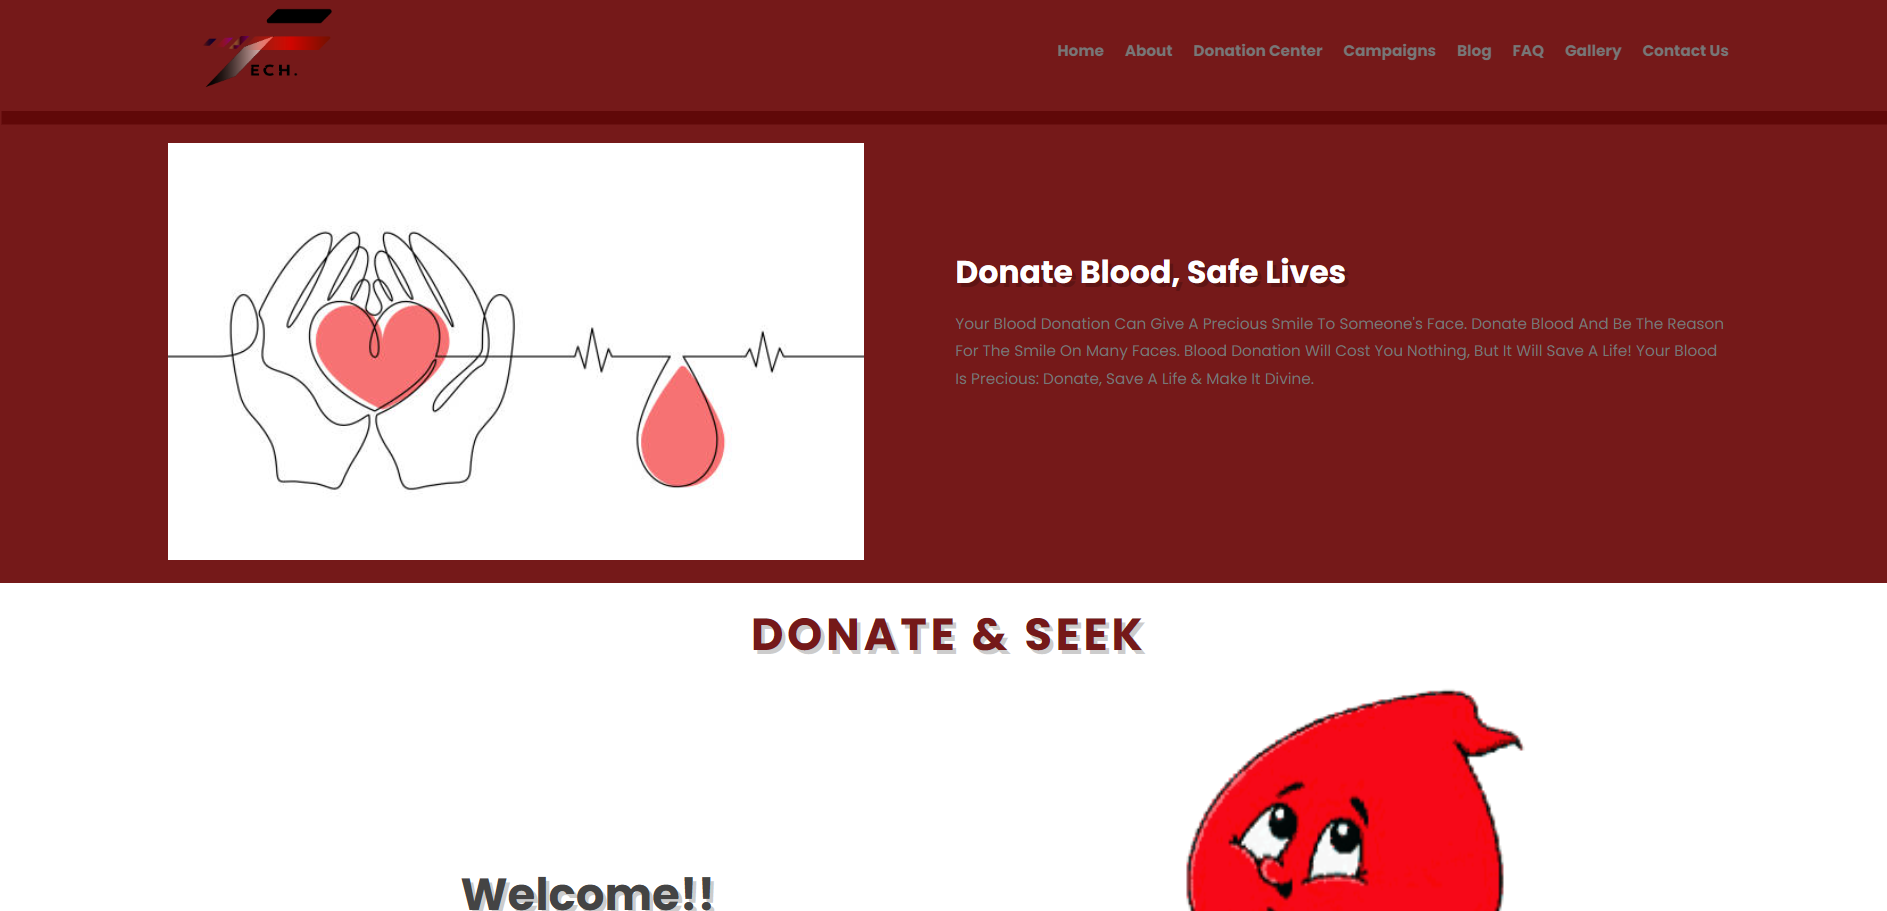 ECH.
Home About Donation Center Campaigns Blog FAQ Gallery Contact Us
Donate Blood, Safe Lives
Your Blood Donation Can Give A Precious Smile To Someone's Face. Donate Blood And Be The Reason
For The Smile On Many Faces. Blood Donation Will Cost You Nothing, But It Will Save A Life! Your Blood
Is Precious: Donate, Save A Life & Make It Divine.
DONATE & SEEK
Welcome!!